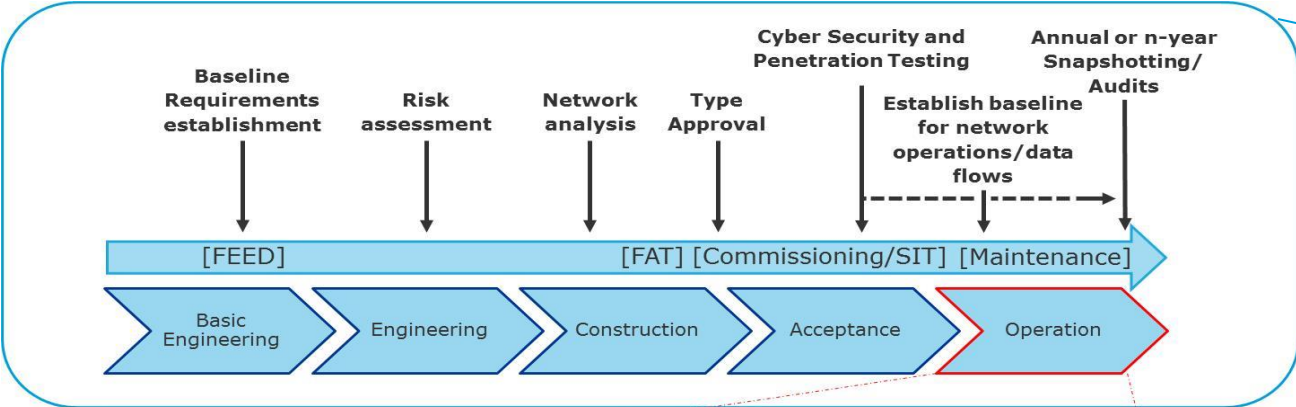 Baseline
Requirements
establishment
Risk
assessment
Network
analysis
Type
Approval
Cyber Security and
Penetration Testing
Establish baseline
for network
operations/data
flows
Annual or n-year
Snapshotting/
Audits
[FEED]
[FAT]
[Commissioning/SIT]
[Maintenance]
Basic
Engineering
Engineering
Construction
Acceptance
Operation